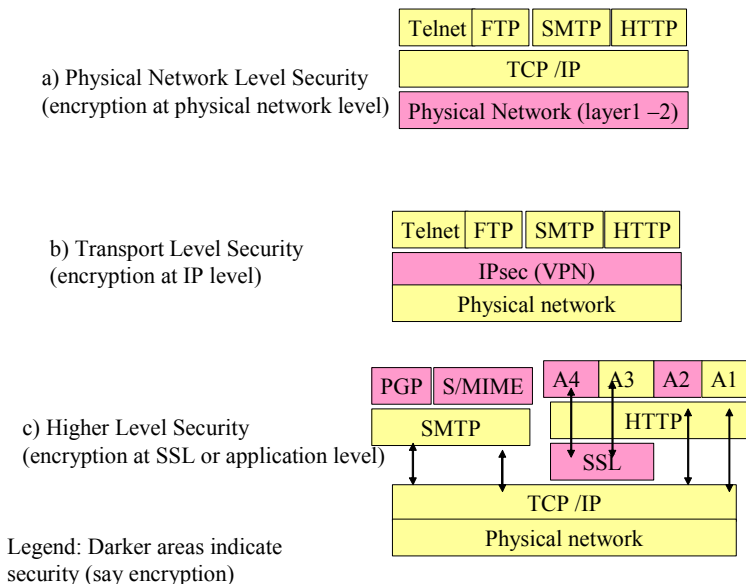 Telnet FTP SMTP HTTP
a) Physical Network Level Security
(encryption at physical network level)
TCP /IP
Physical Network (layer1 –2)
Telnet FTP SMTP HTTP
b) Transport Level Security
(encryption at IP level)
IPsec (VPN)
Physical network
PGP S/MIME A4 A3 A2 A1
c) Higher Level Security
(encryption at SSL or application level)
SMTP HTTP
SSL
TCP /IP
Physical network
Legend: Darker areas indicate
security (say encryption)